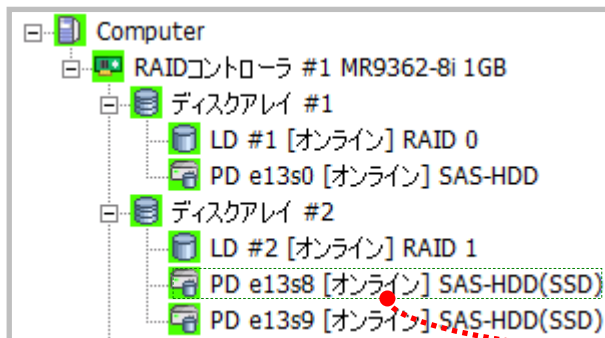 Computer
RAIDコントローラ #1 MR9362-8i 1GB
ディスクアレイ #1
LD #1 [オンライン] RAID 0
PD e13s0 [オンライン] SAS-HDD
ディスクアレイ #2
LD #2 [オンライン] RAID 1
PD e13s8 [オンライン] SAS-HDD(SSD)
PD e13s9 [オンライン] SAS-HDD(SSD)